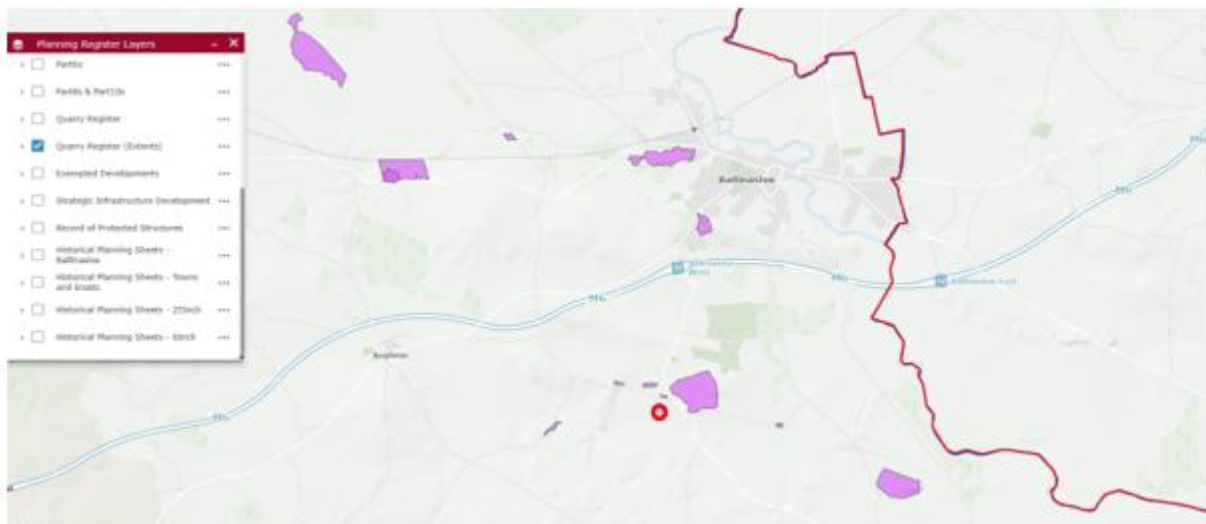 Planning Register Layers
Part8s
Part8s & Part10s
Quarry Register
Quarry Register (Extents)
Exempted Developments
Strategic Infrastructure Development
Record of Protected Structures
Historical Planning Sheets -
Ballinasloe
Historical Planning Sheets - Towns
and Insets
Historical Planning Sheets - 25Inch
Historical Planning Sheets - 6Inch
Ballinasloe
M6
M6
M6
M6